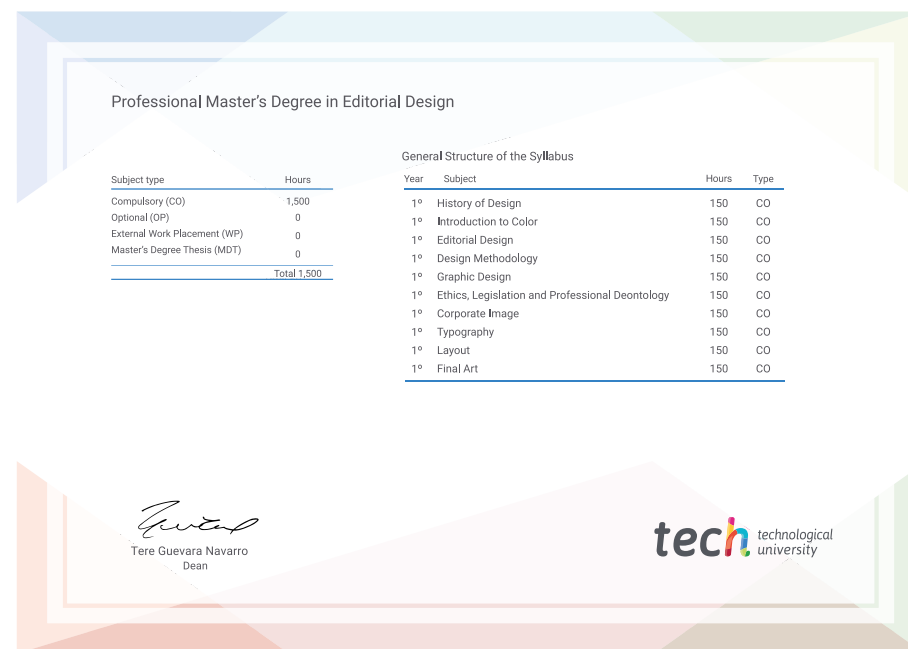 Professional Master's Degree in Editorial Design
Subject type Hours
Compulsory (CO) 1,500
Optional (OP) 0
External Work Placement (WP) 0
Master's Degree Thesis (MDT) 0
Total 1,500
General Structure of the Syllabus
Year Subject Hours Type
1º History of Design 150 CO
1º Introduction to Color 150 CO
1º Editorial Design 150 CO
1º Design Methodology 150 CO
1º Graphic Design 150 CO
1º Ethics, Legislation and Professional Deontology 150 CO
1º Corporate Image 150 CO
1º Typography 150 CO
1º Layout 150 CO
1º Final Art 150 CO
Tere Guevara Navarro
Dean
tech technological
university